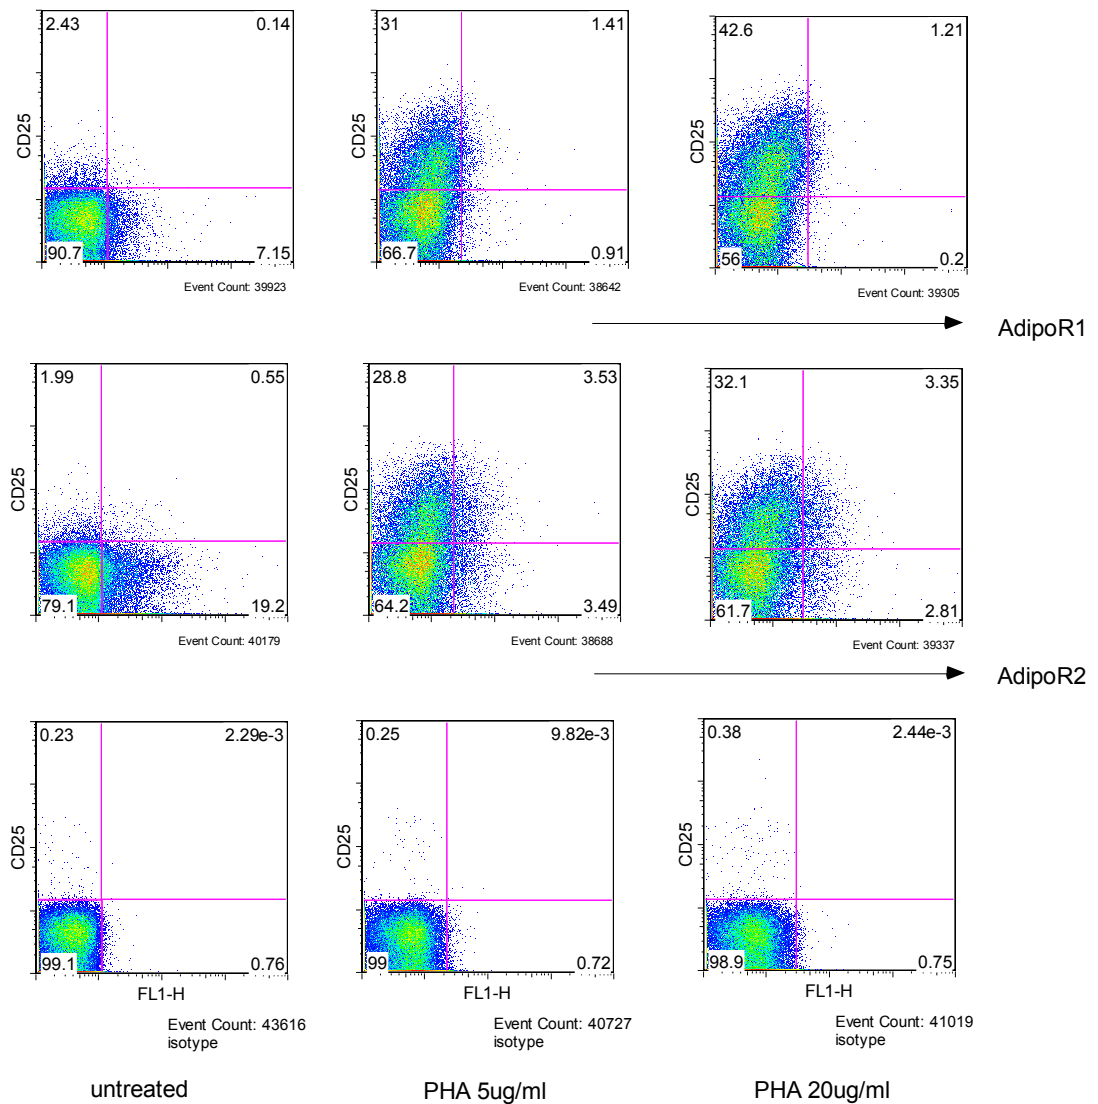 2.43 0.14 31 1.41 42.6 1.21
CD25 CD25 CD25
90.7 7.15 66.7 0.91 56 0.2
Event Count: 39923 Event Count: 38642 Event Count: 39305
AdipoR1
1.99 0.55 28.8 3.53 32.1 3.35
CD25 CD25 CD25
79.1 19.2 64.2 3.49 61.7 2.81
Event Count: 40179 Event Count: 38688 Event Count: 39337
AdipoR2
0.23 2.29e-3 0.25 9.82e-3 0.38 2.44e-3
CD25 CD25 CD25
99.1 0.76 99 0.72 98.9 0.75
FL1-H FL1-H FL1-H
Event Count: 43616 Event Count: 40727 Event Count: 41019
isotype isotype isotype
untreated PHA 5ug/ml PHA 20ug/ml